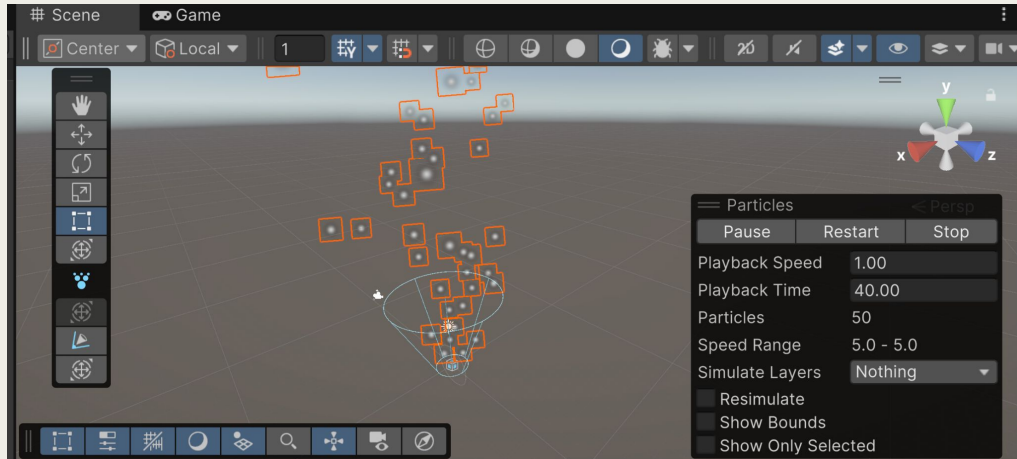 Scene Game
Center Local 1 2D
y
x z
Particles < Persp
Pause Restart Stop
Playback Speed 1.00
Playback Time 40.00
Particles 50
Speed Range 5.0 - 5.0
Simulate Layers Nothing
Resimulate
Show Bounds
Show Only Selected